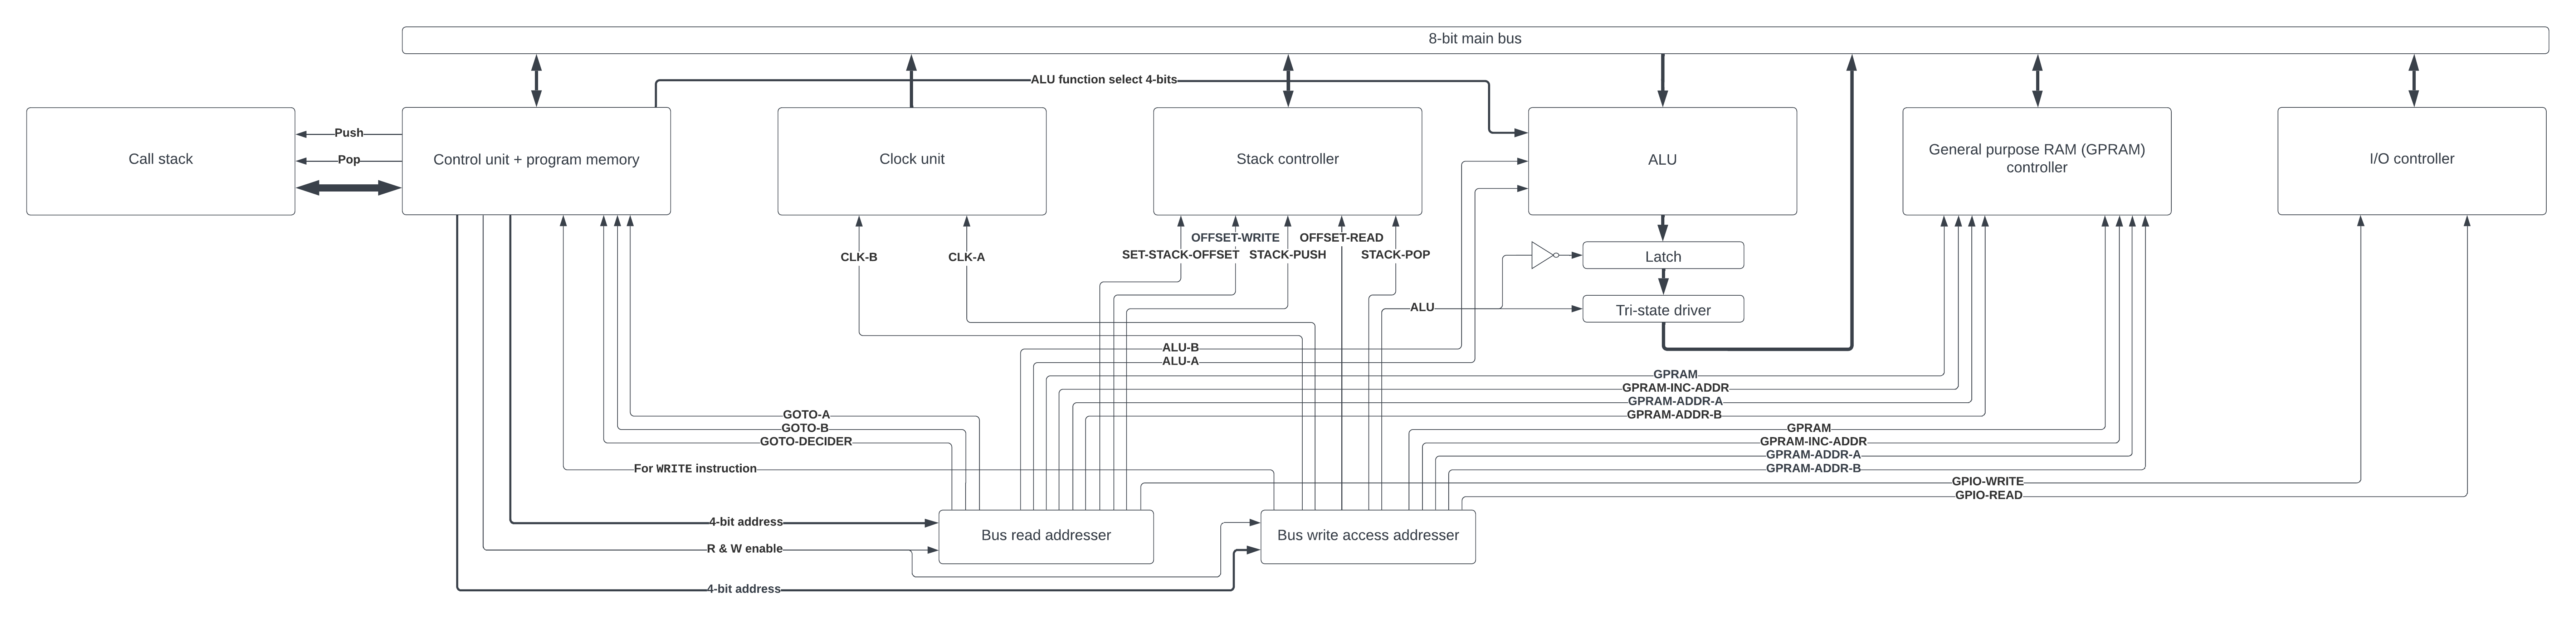 8-bit main bus
ALU function select 4-bits
Call stack
Push
Pop
Control unit + program memory
Clock unit
Stack controller
ALU
General purpose RAM (GPRAM)
controller
I/O controller
OFFSET-WRITE
OFFSET-READ
SET-STACK-OFFSET
STACK-PUSH
STACK-POP
CLK-B
CLK-A
Latch
ALU
Tri-state driver
ALU-B
ALU-A
GPRAM
GPRAM-INC-ADDR
GPRAM-ADDR-A
GPRAM-ADDR-B
GOTO-A
GOTO-B
GOTO-DECIDER
GPRAM
GPRAM-INC-ADDR
GPRAM-ADDR-A
GPRAM-ADDR-B
For WRITE instruction
GPIO-WRITE
GPIO-READ
4-bit address
Bus read addresser
Bus write access addresser
R & W enable
4-bit address